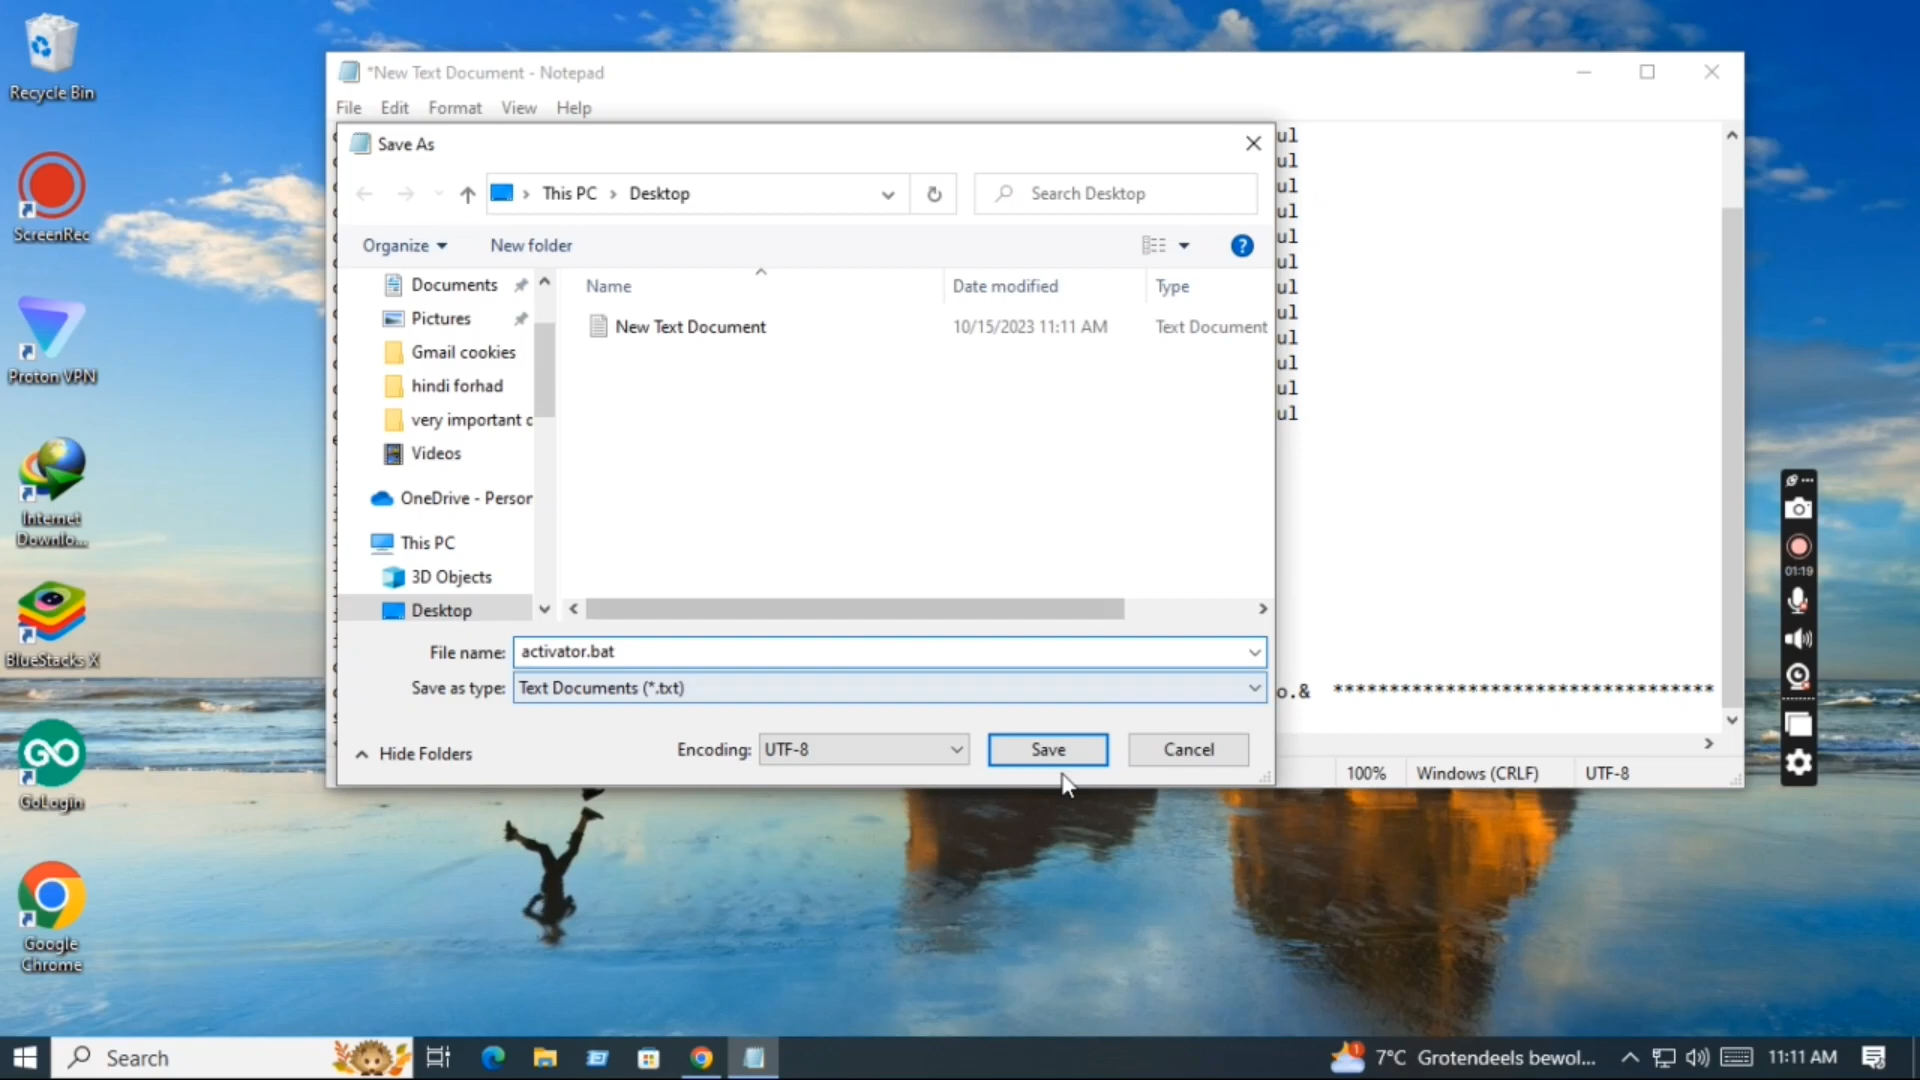 Recycle Bin
ScreenRec
Proton VPN
Internet
Downlo...
BlueStacks X
GoLogin
Google
Chrome
*New Text Document - Notepad
File Edit Format View Help
Save As
This PC > Desktop
Search Desktop
Organize
New folder
Documents
Pictures
Gmail cookies
hindi forhad
very important
Videos
OneDrive - Person
This PC
3D Objects
Desktop
Name Date modified Type
New Text Document 10/15/2023 11:11 AM Text Document
File name: activator.bat
Save as type: Text Documents (*.txt)
Hide Folders
Encoding: UTF-8
Save
Cancel
ul
ul
ul
ul
ul
ul
ul
ul
ul
ul
ul
ul
o.& **********************************
100% Windows (CRLF) UTF-8
01:19
Search
1
7°C Grotendeels bewol...
11:11 AM